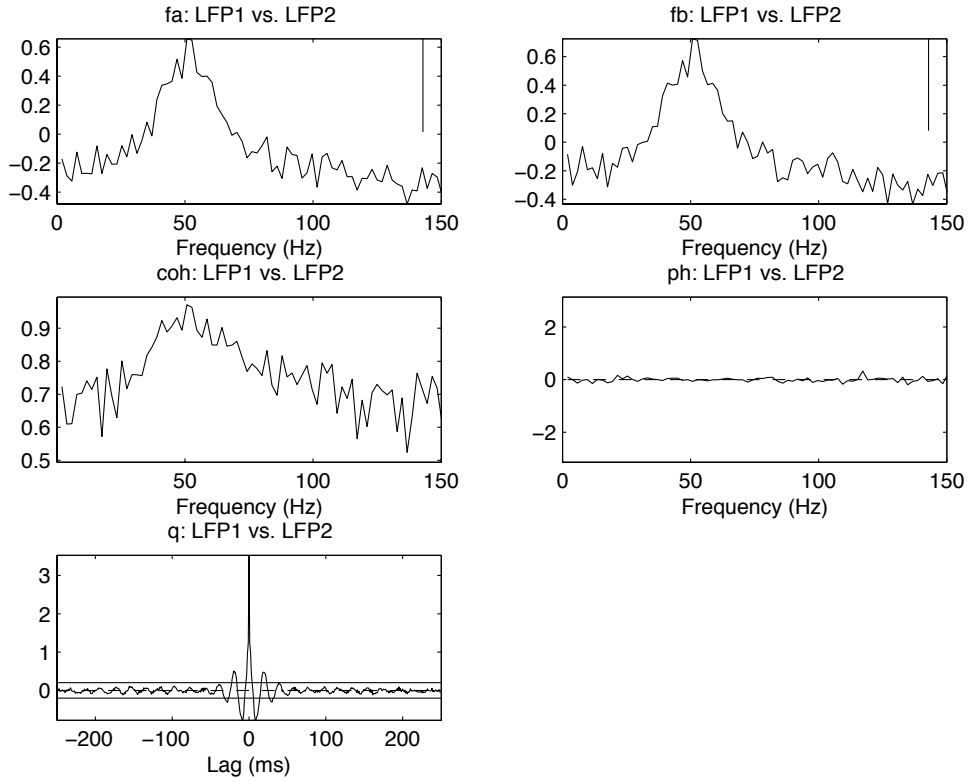 fa: LFP1 vs. LFP2
0.6
0.4
0.2
0
−0.2
−0.4
0 50 100 150
Frequency (Hz)
fb: LFP1 vs. LFP2
0.6
0.4
0.2
0
−0.2
−0.4
0 50 100 150
Frequency (Hz)
coh: LFP1 vs. LFP2
0.9
0.8
0.7
0.6
0.5
0 50 100 150
Frequency (Hz)
ph: LFP1 vs. LFP2
2
0
−2
0 50 100 150
Frequency (Hz)
q: LFP1 vs. LFP2
3
2
1
0
−200 −100 0 100 200
Lag (ms)